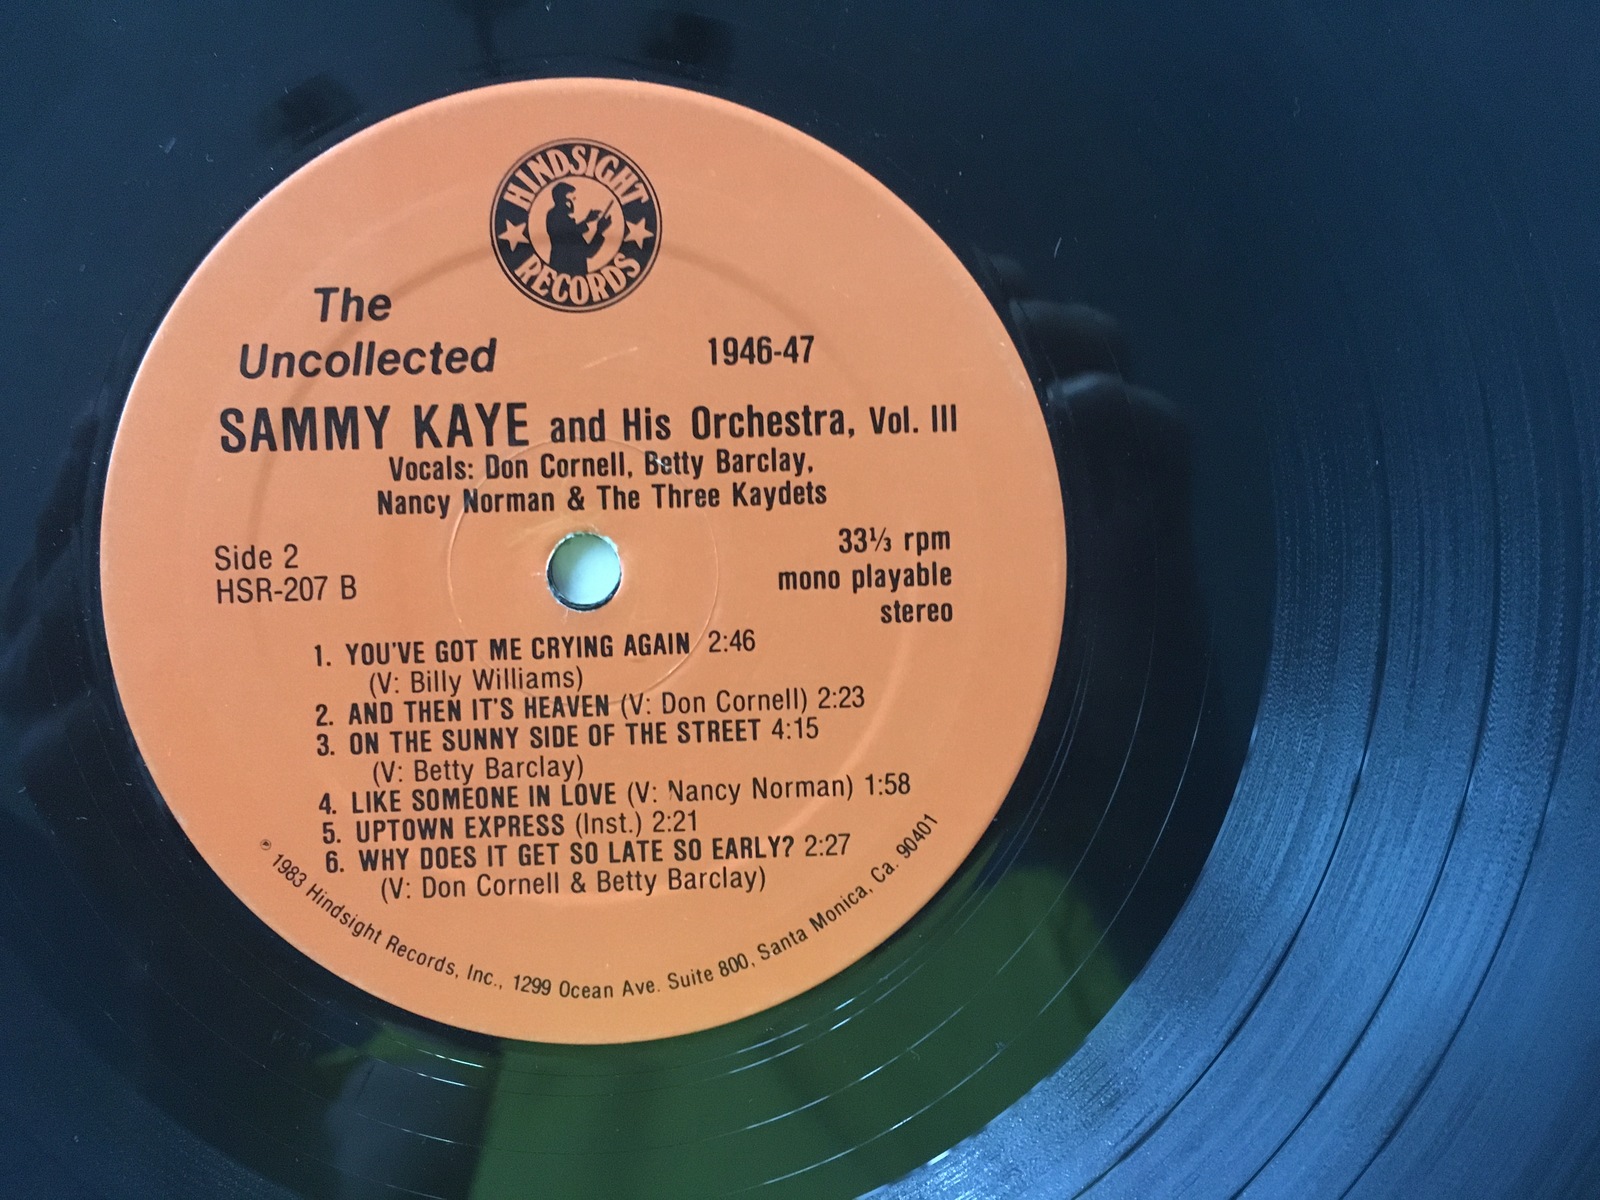 HINDSIGHT
RECORDS
The
Uncollected
1946-47
SAMMY KAYE and His Orchestra, Vol. III
Vocals: Don Cornell, Betty Barclay,
Nancy Norman & The Three Kaydets
Side 2
HSR-207 B
33⅓ rpm
mono playable
stereo
1. YOU'VE GOT ME CRYING AGAIN 2:46
(V: Billy Williams)
2. AND THEN IT'S HEAVEN (V: Don Cornell) 2:23
3. ON THE SUNNY SIDE OF THE STREET 4:15
(V: Betty Barclay)
4. LIKE SOMEONE IN LOVE (V: Nancy Norman) 1:58
5. UPTOWN EXPRESS (Inst.) 2:21
6. WHY DOES IT GET SO LATE SO EARLY? 2:27
(V: Don Cornell & Betty Barclay)
℗ 1983 Hindsight Records, Inc., 1299 Ocean Ave. Suite 800, Santa Monica, Ca. 90401